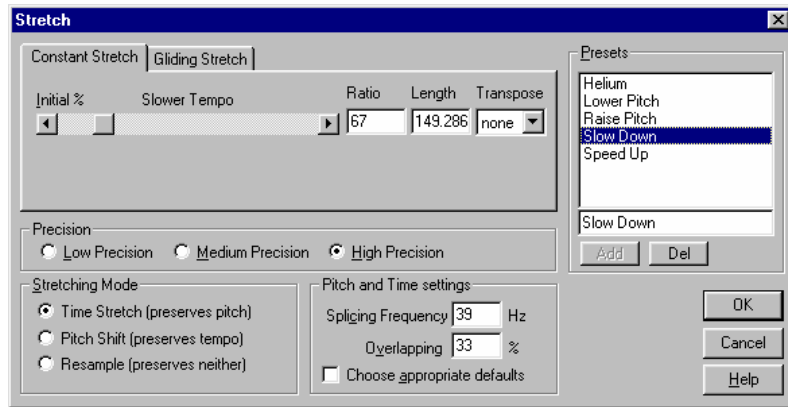 Stretch
Constant Stretch
Gliding Stretch
Initial %
Slower Tempo
Ratio
Length
Transpose
67
149.286
none
Presets
Helium
Lower Pitch
Raise Pitch
Slow Down
Speed Up
Slow Down
Add
Del
Precision
Low Precision
Medium Precision
High Precision
Stretching Mode
Time Stretch (preserves pitch)
Pitch Shift (preserves tempo)
Resample (preserves neither)
Pitch and Time settings
Splicing Frequency 39 Hz
Overlapping 33 %
Choose appropriate defaults
OK
Cancel
Help